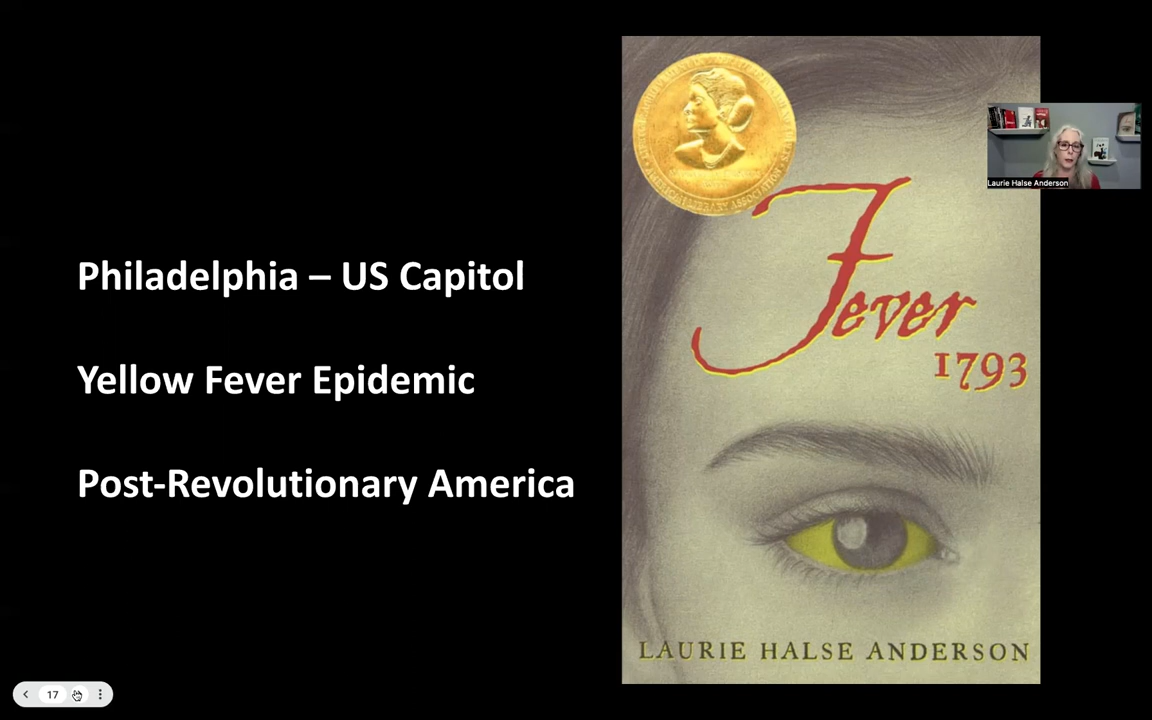 Philadelphia – US Capitol
Yellow Fever Epidemic
Post-Revolutionary America
Fever
1793
LAURIE HALSE ANDERSON
Laurie Halse Anderson
17